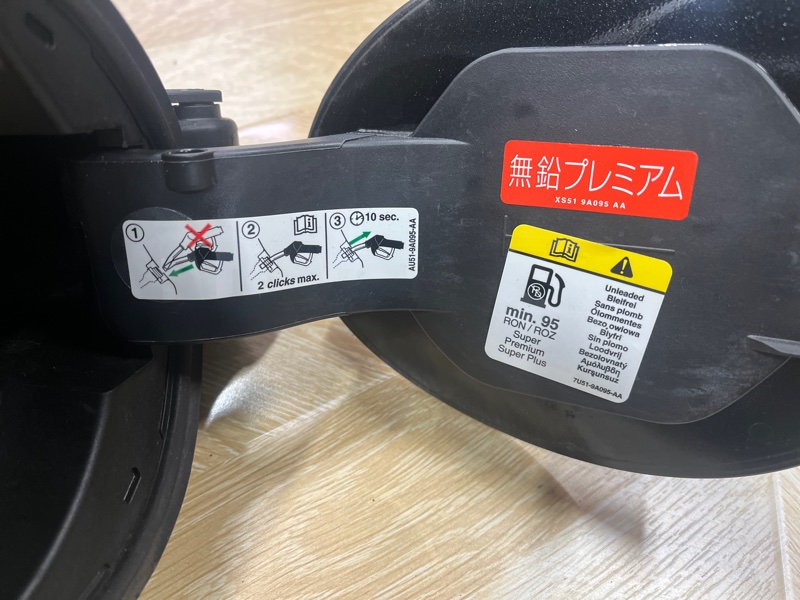 無鉛プレミアム
XS51 9A095 AA
1
2
3
10 sec.
2 clicks max.
AU51-9A095-AA
min. 95
RON / ROZ
Super
Premium
Super Plus
Unleaded
Bleifrei
Sans plomb
Ölommentes
Bezo owiowa
Blyfri
Sin plomo
Loodvrij
Bezolovnatý
Αμόλυβδη
Kurşunsuz
7U51-9A095-AA